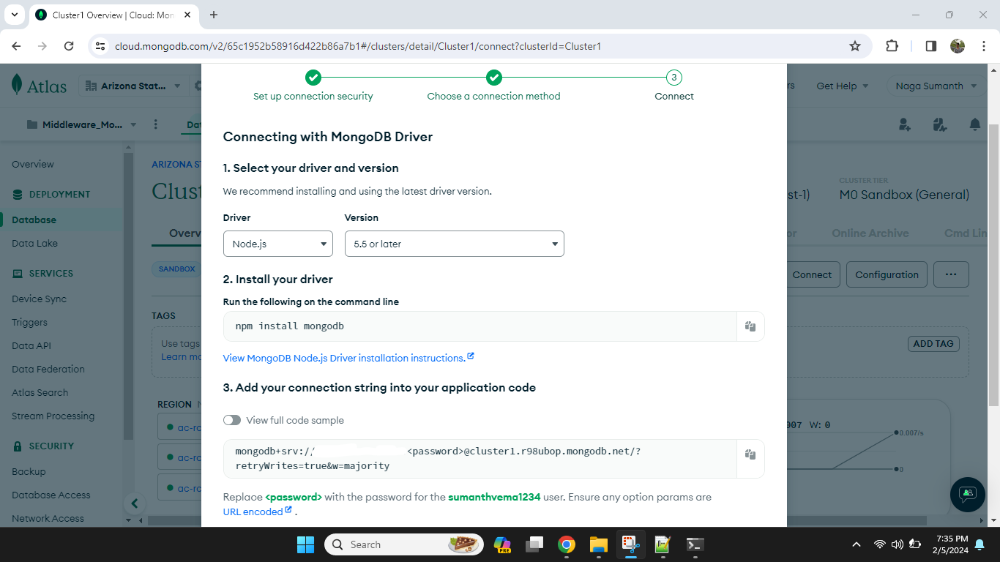 Cluster1 Overview | Cloud: Mon
cloud.mongodb.com/v2/65c1952b58916d422b86a7b1#/clusters/detail/Cluster1/connect?clusterId=Cluster1
Atlas
Arizona Stat...
Get Help
Naga Sumanth
Set up connection security
Choose a connection method
3
Connect
Middleware_Mo...
Dat
Overview
DEPLOYMENT
Database
Data Lake
SERVICES
Device Sync
Triggers
Data API
Data Federation
Atlas Search
Stream Processing
SECURITY
Backup
Database Access
Network Access
ARIZONA ST
Clust
Overv
SANDBOX
TAGS
Use tags
Learn mo
REGION
ac-rc
ac-rc
ac-rc
Connecting with MongoDB Driver
1. Select your driver and version
We recommend installing and using the latest driver version.
Driver
Version
Node.js
5.5 or later
2. Install your driver
Run the following on the command line
npm install mongodb
View MongoDB Node.js Driver installation instructions.
3. Add your connection string into your application code
View full code sample
mongodb+srv:// <password>@cluster1.r98ubop.mongodb.net/?
retryWrites=true&w=majority
Replace <password> with the password for the sumanthvema1234 user. Ensure any option params are
URL encoded .
CLUSTER TIER
st-1)
M0 Sandbox (General)
or
Online Archive
Cmd Lin
Connect
Configuration
...
ADD TAG
007 W: 0
0.007/s
0
Search
PRE
7:35 PM
2/5/2024